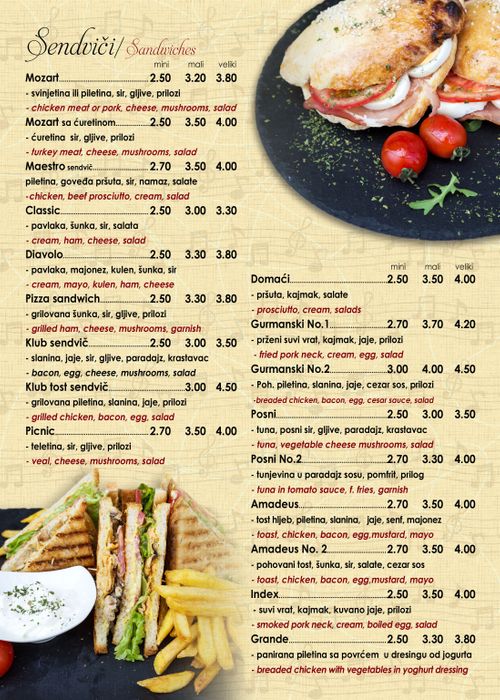 Sendviči/ Sandwiches
mini mali veliki
Mozart 2.50 3.20 3.80
- svinjetina ili piletina, sir, gljive, prilozi
- chicken meat or pork, cheese, mushrooms, salad
Mozart sa ćuretinom 2.50 3.50 4.00
- ćuretina sir, gljive, prilozi
- turkey meat, cheese, mushrooms, salad
Maestro sendvič 2.70 3.50 4.00
piletina, goveđa pršuta, sir, namaz, salate
-chicken, beef prosciutto, cream, salad
Classic 2.50 3.00 3.30
- pavlaka, šunka, sir, salata
- cream, ham, cheese, salad
Diavolo 2.50 3.30 3.80
- pavlaka, majonez, kulen, šunka, sir
- cream, mayo, kulen, ham, cheese
Pizza sandwich 2.50 3.30 3.80
- grilovana šunka, sir, gljive, prilozi
- grilled ham, cheese, mushrooms, garnish
Klub sendvič 2.50 3.00 3.50
- slanina, jaje, sir, gljive, paradajz, krastavac
- bacon, egg, cheese, mushrooms, salad
Klub tost sendvič 3.00 4.50
- grilovana piletina, slanina, jaje, prilozi
- grilled chicken, bacon, egg, salad
Picnic 2.70 3.50 4.00
- teletina, sir, gljive, prilozi
- veal, cheese, mushrooms, salad
mini mali veliki
Domaći 2.50 3.50 4.00
- pršuta, kajmak, salate
- prosciutto, cream, salads
Gurmanski No.1 2.70 3.70 4.20
- prženi suvi vrat, kajmak, jaje, prilozi
- fried pork neck, cream, egg, salad
Gurmanski No.2 3.00 4.00 4.50
- Poh. piletina, slanina, jaje, cezar sos, prilozi
-breaded chicken, bacon, egg, cesar sauce, salad
Posni 2.50 3.00 3.50
- tuna, posni sir, gljive, paradajz, krastavac
- tuna, vegetable cheese mushrooms, salad
Posni No.2 2.70 3.30 4.00
- tunjevina u paradajz sosu, pomfrit, prilog
- tuna in tomato sauce, f. fries, garnish
Amadeus 2.70 3.50 4.00
- tost hljeb, piletina, slanina, jaje, senf, majonez
- toast, chicken, bacon, egg,mustard, mayo
Amadeus No. 2 2.70 3.50 4.00
- pohovani tost, šunka, sir, salate, cezar sos
- toast, chicken, bacon, egg,mustard, mayo
Index 2.70 3.50 4.00
- suvi vrat, kajmak, kuvano jaje, prilozi
- smoked pork neck, cream, boiled egg, salad
Grande 2.50 3.30 3.80
- panirana piletina sa povrćem u dresingu od jogurta
- breaded chicken with vegetables in yoghurt dressing